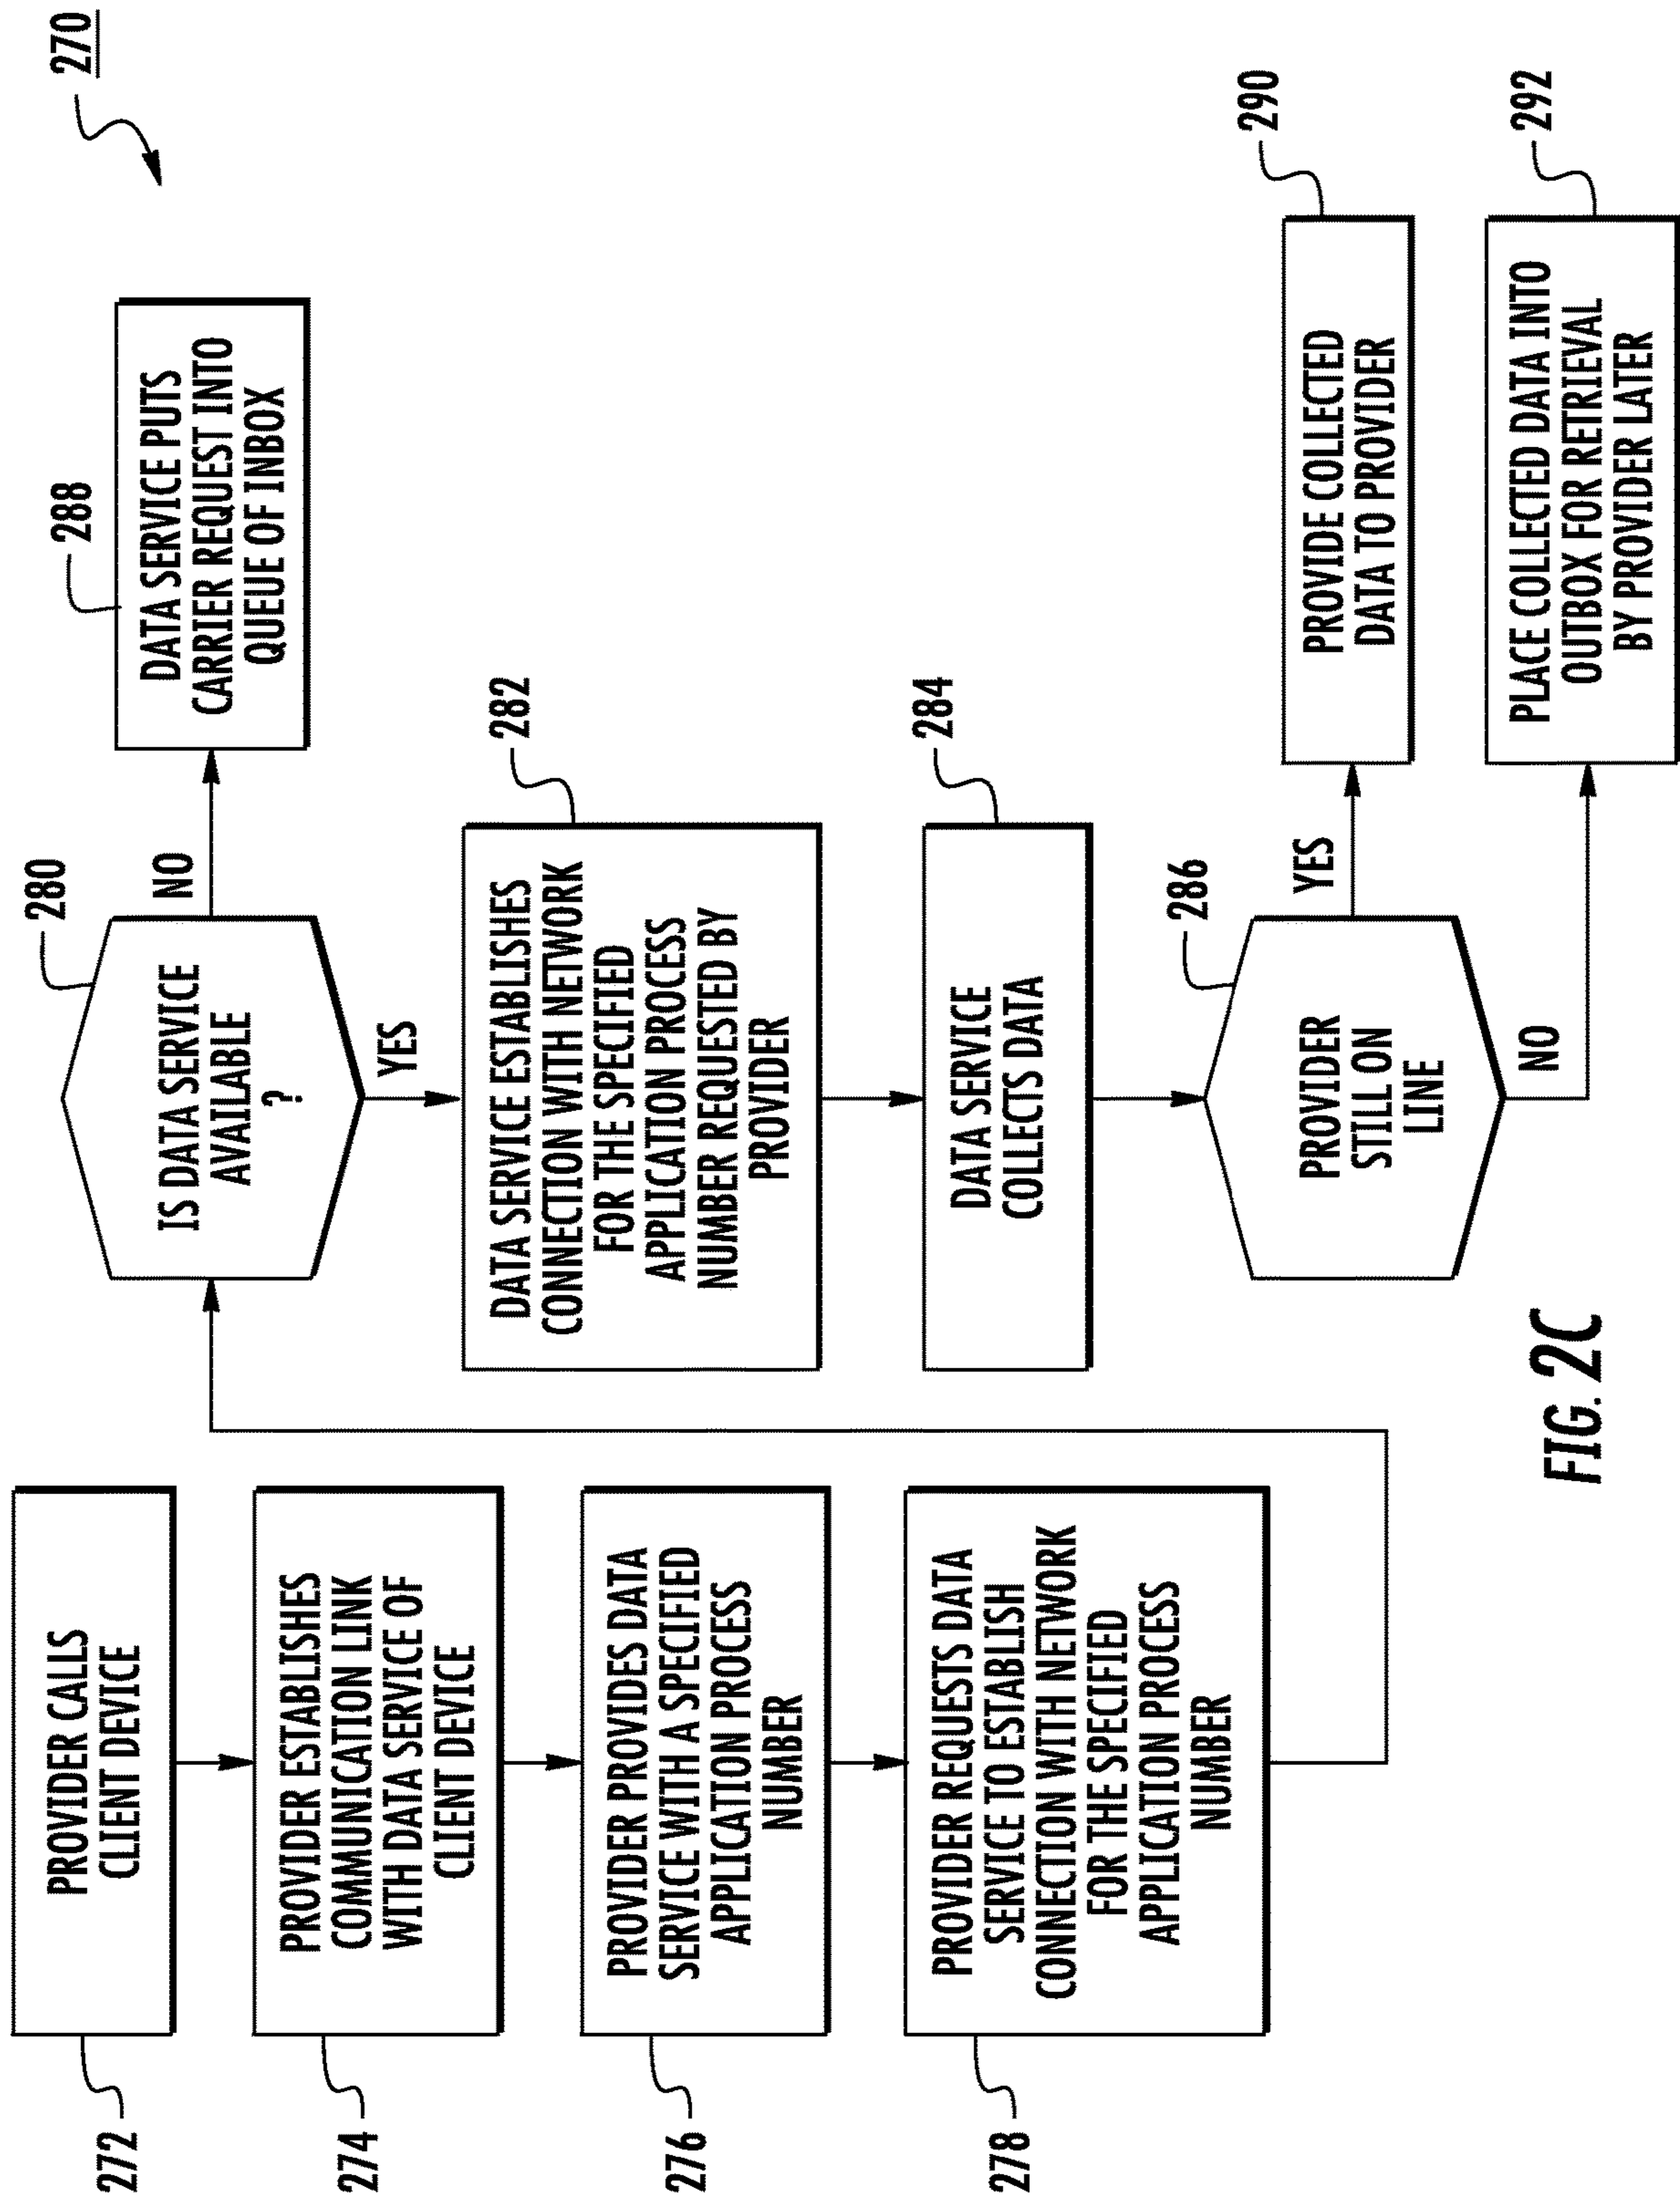 270
272
PROVIDER CALLS
CLIENT DEVICE
274
PROVIDER ESTABLISHES
COMMUNICATION LINK
WITH DATA SERVICE OF
CLIENT DEVICE
276
PROVIDER PROVIDES DATA
SERVICE WITH A SPECIFIED
APPLICATION PROCESS
NUMBER
278
PROVIDER REQUESTS DATA
SERVICE TO ESTABLISH
CONNECTION WITH NETWORK
FOR THE SPECIFIED
APPLICATION PROCESS
NUMBER
280
IS DATA SERVICE
AVAILABLE
?
NO
288
DATA SERVICE PUTS
CARRIER REQUEST INTO
QUEUE OF INBOX
YES
282
DATA SERVICE ESTABLISHES
CONNECTION WITH NETWORK
FOR THE SPECIFIED
APPLICATION PROCESS
NUMBER REQUESTED BY
PROVIDER
284
DATA SERVICE
COLLECTS DATA
286
PROVIDER
STILL ON
LINE
YES
290
PROVIDE COLLECTED
DATA TO PROVIDER
NO
292
PLACE COLLECTED DATA INTO
OUTBOX FOR RETRIEVAL
BY PROVIDER LATER
FIG. 2C